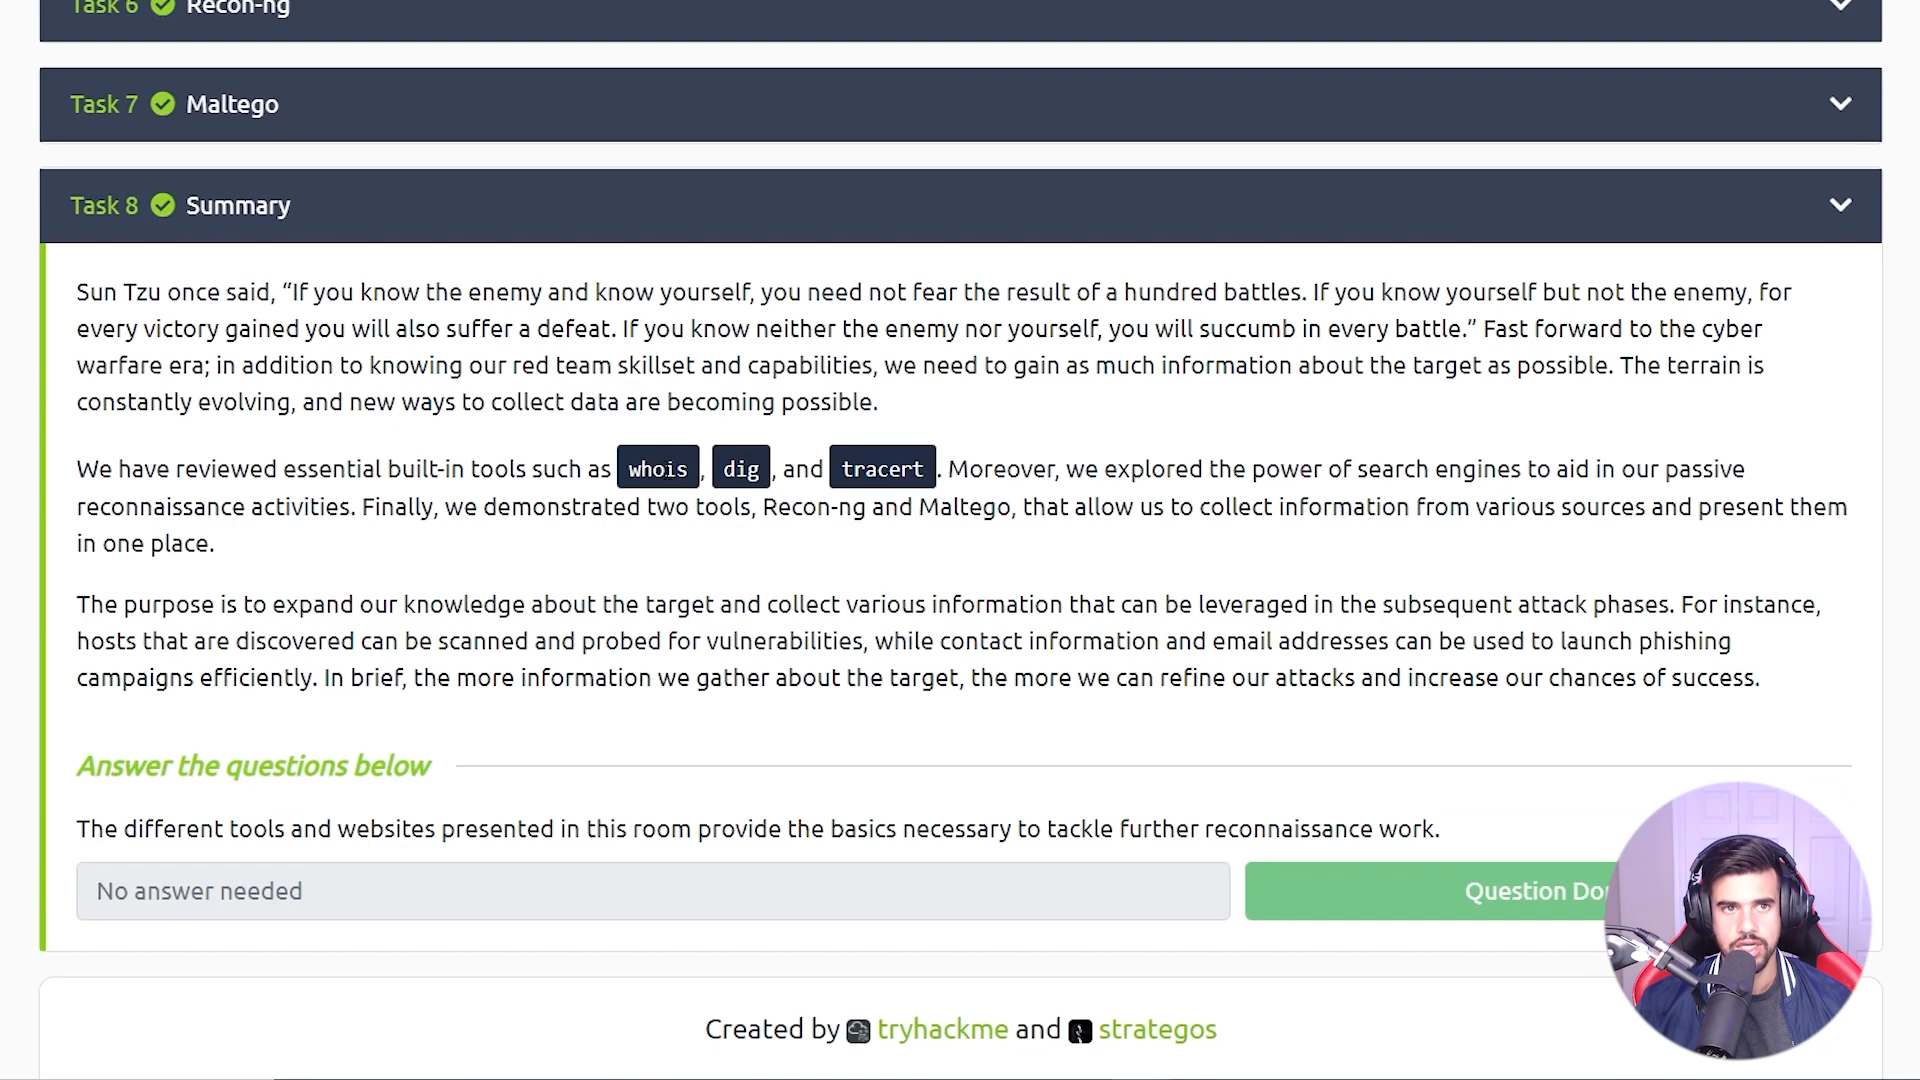 Task 6 Recon-ng
Task 7 Maltego
Task 8 Summary
Sun Tzu once said, “If you know the enemy and know yourself, you need not fear the result of a hundred battles. If you know yourself but not the enemy, for
every victory gained you will also suffer a defeat. If you know neither the enemy nor yourself, you will succumb in every battle.” Fast forward to the cyber
warfare era; in addition to knowing our red team skillset and capabilities, we need to gain as much information about the target as possible. The terrain is
constantly evolving, and new ways to collect data are becoming possible.
We have reviewed essential built-in tools such as whois, dig, and tracert. Moreover, we explored the power of search engines to aid in our passive
reconnaissance activities. Finally, we demonstrated two tools, Recon-ng and Maltego, that allow us to collect information from various sources and present them
in one place.
The purpose is to expand our knowledge about the target and collect various information that can be leveraged in the subsequent attack phases. For instance,
hosts that are discovered can be scanned and probed for vulnerabilities, while contact information and email addresses can be used to launch phishing
campaigns efficiently. In brief, the more information we gather about the target, the more we can refine our attacks and increase our chances of success.
Answer the questions below
The different tools and websites presented in this room provide the basics necessary to tackle further reconnaissance work.
No answer needed
Question
Created by tryhackme and strategos